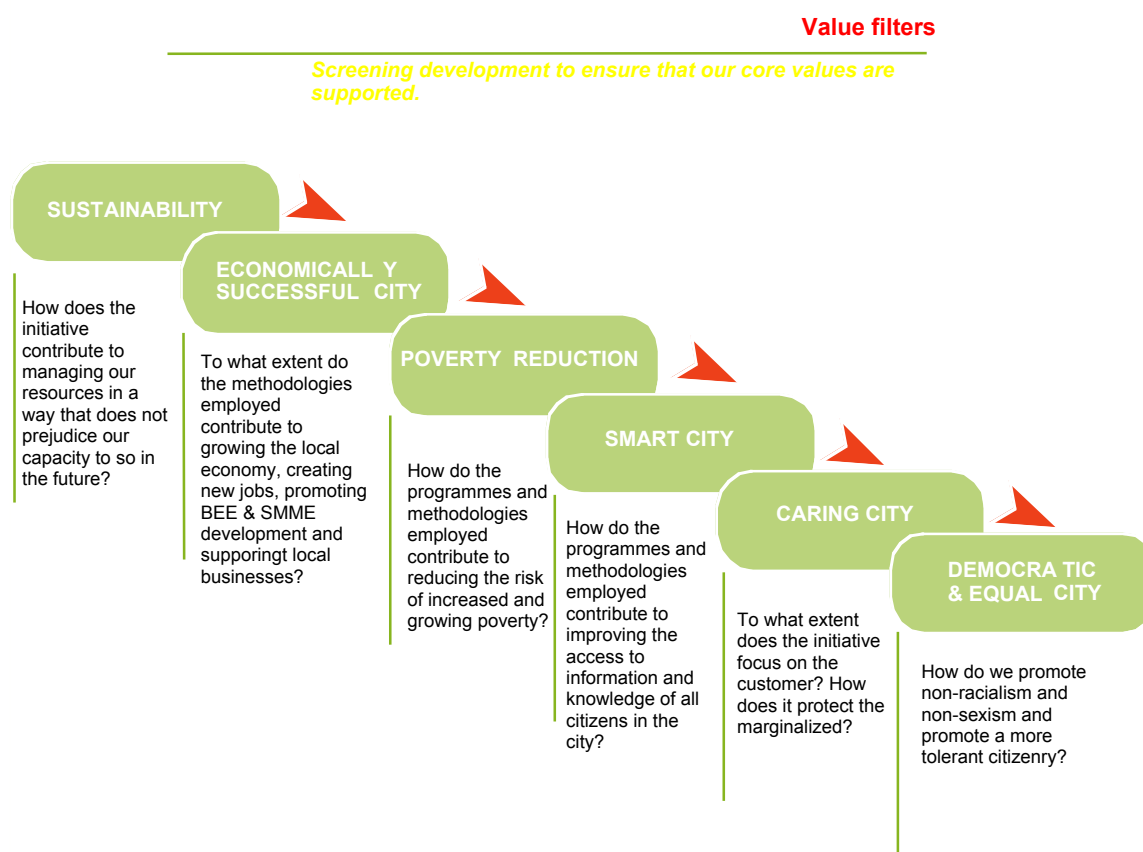 Value filters
Screening development to ensure that our core values are
supported.
SUSTAINABILITY
How does the
initiative
contribute to
managing our
resources in a
way that does not
prejudice our
capacity to so in
the future?
ECONOMICALL Y
SUCCESSFUL CITY
To what extent do
the methodologies
employed
contribute to
growing the local
economy, creating
new jobs, promoting
BEE & SMME
development and
supporingt local
businesses?
POVERTY REDUCTION
How do the
programmes and
methodologies
employed
contribute to
reducing the risk
of increased and
growing poverty?
SMART CITY
How do the
programmes and
methodologies
employed
contribute to
improving the
access to
information and
knowledge of all
citizens in the
city?
CARING CITY
To what extent
does the initiative
focus on the
customer? How
does it protect the
marginalized?
DEMOCRA TIC
& EQUAL CITY
How do we promote
non-racialism and
non-sexism and
promote a more
tolerant citizenry?